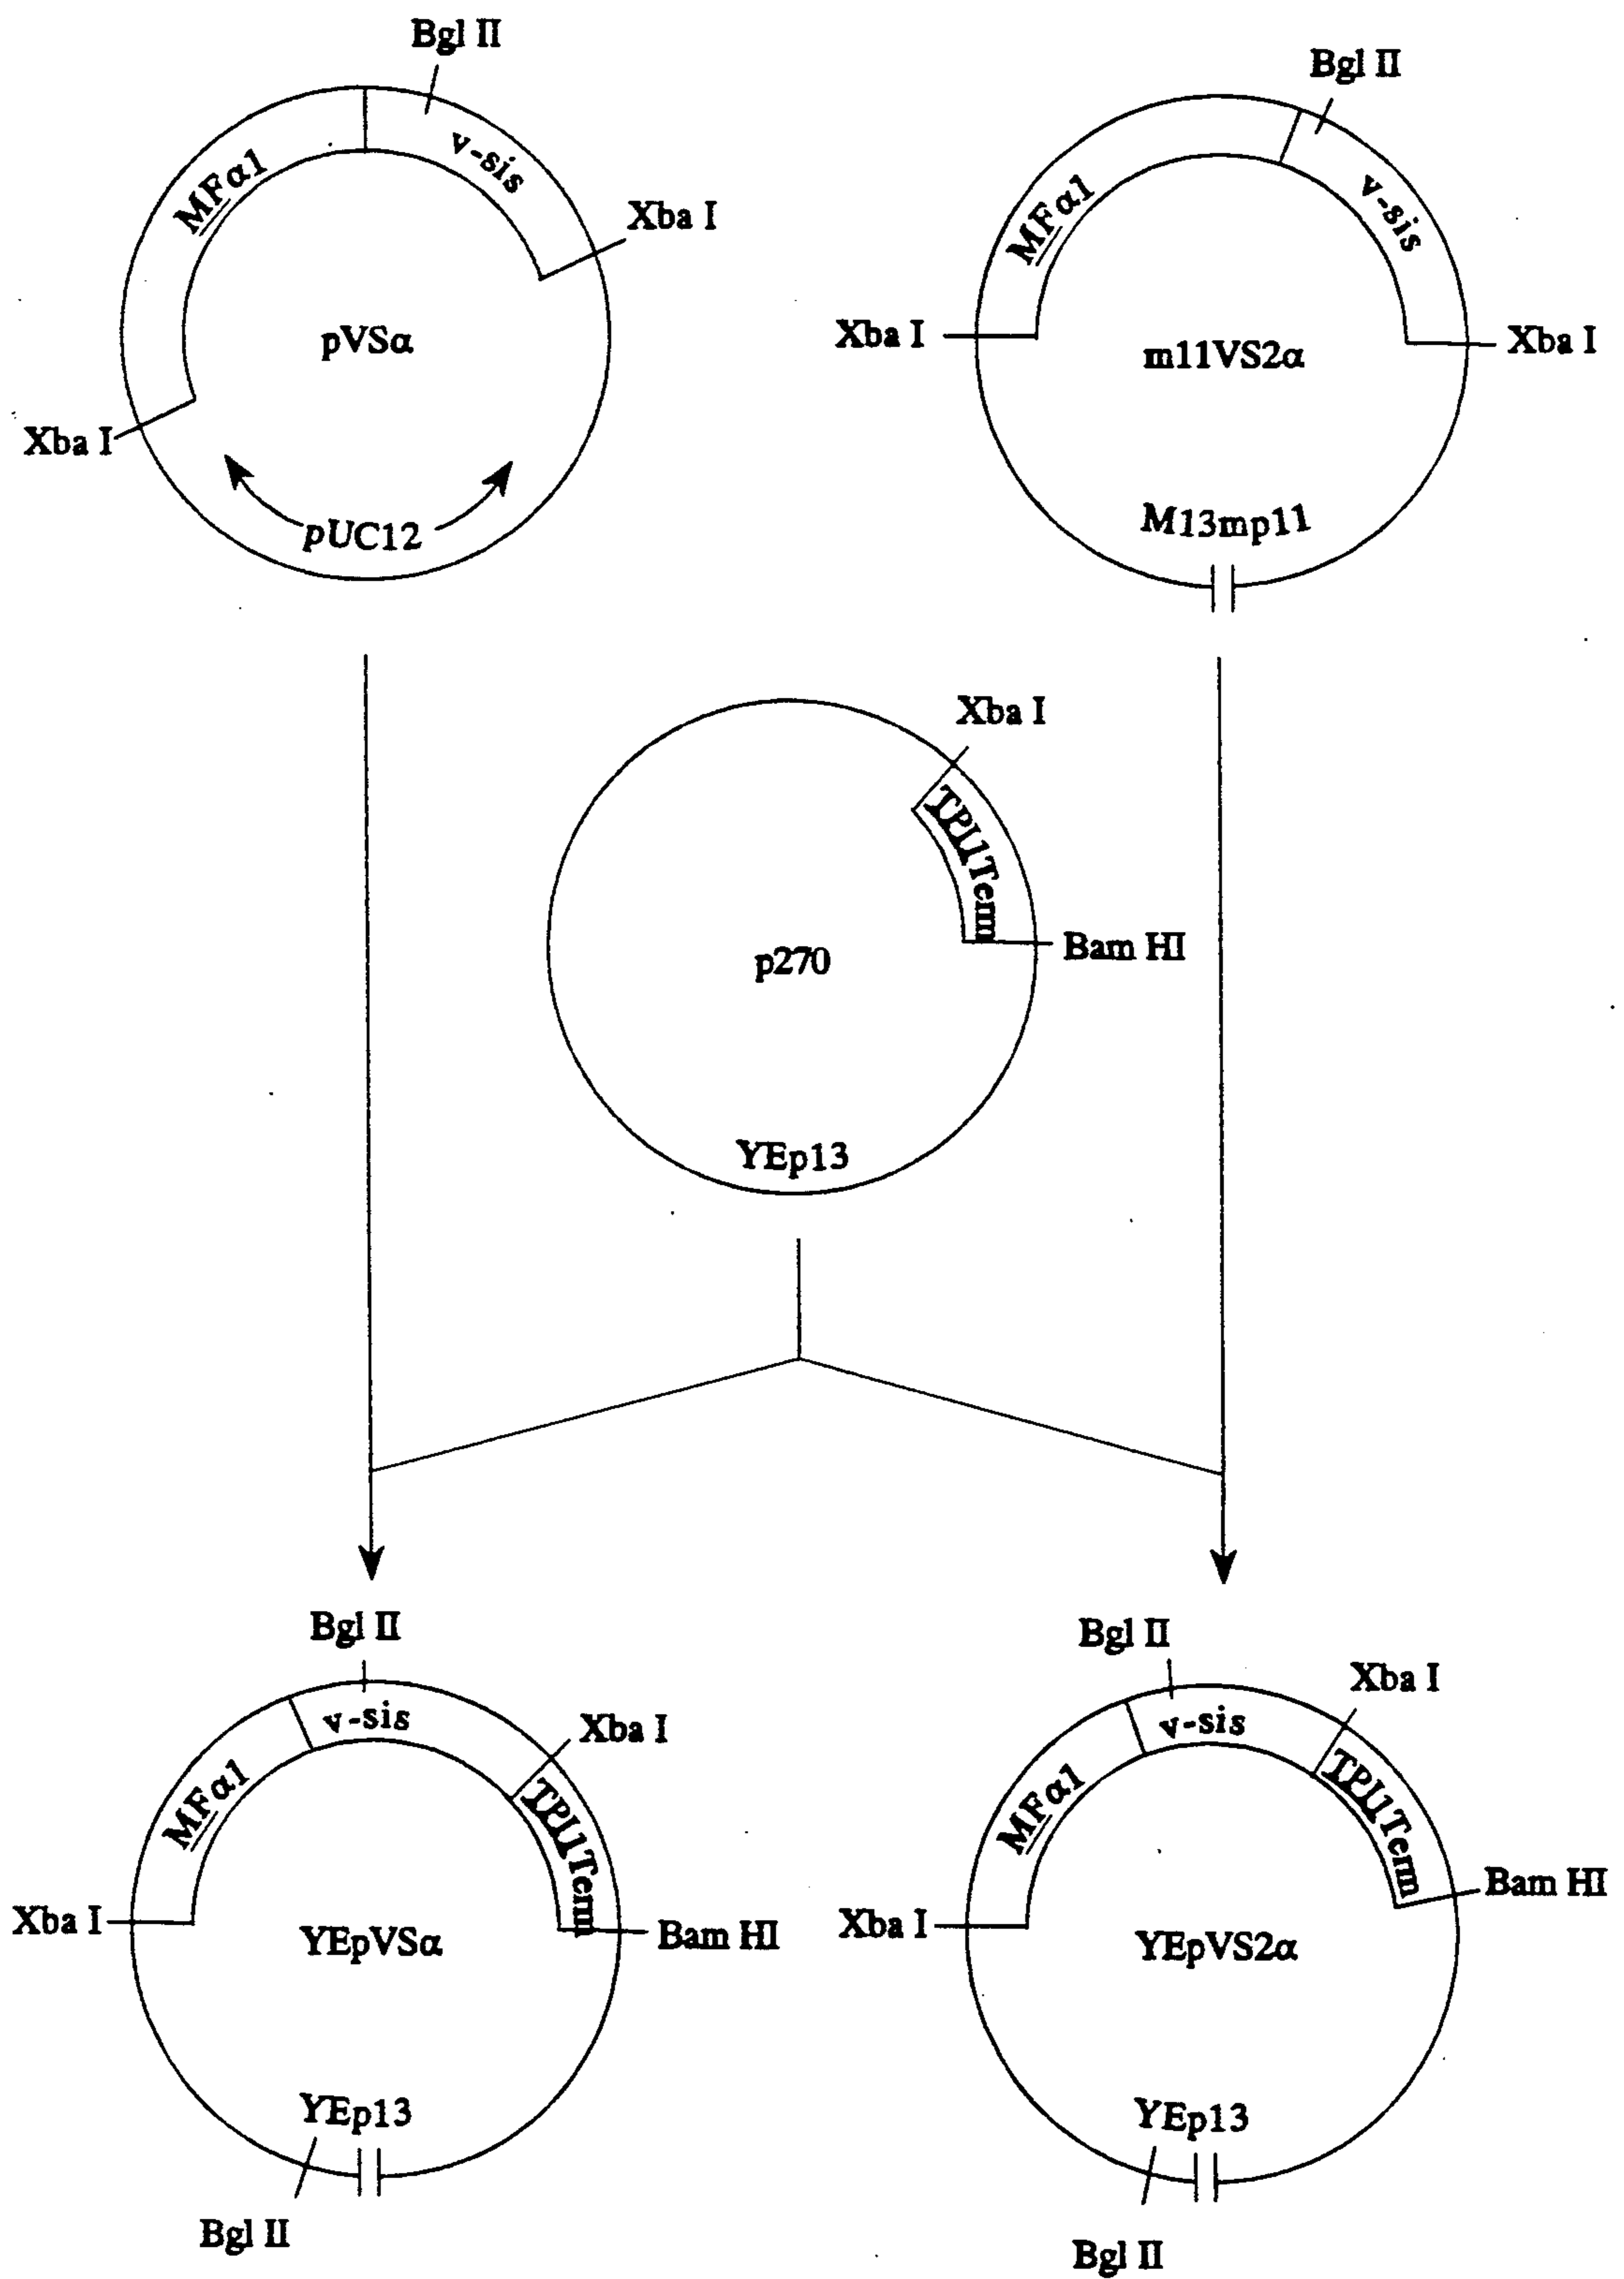 Bgl II
Bgl II
v-sis
MFα1
Xba I
v-sis
MFα1
Xba I
Xba I
pVSα
m11VS2α
Xba I
pUC12
M13mp11
Xba I
TPI1Term
Bam HI
p270
YEp13
Bgl II
Bgl II
Xba I
v-sis
v-sis
Xba I
MFα1
TPI1Term
MFα1
TPI1Term
Bam HI
Xba I
Bam HI
Xba I
YEpVSα
YEpVS2α
YEp13
YEp13
Bgl II
Bgl II